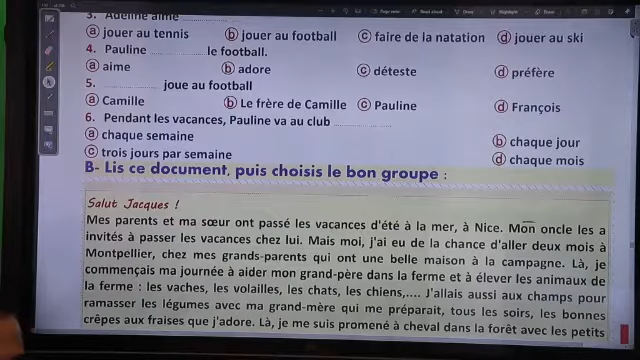 3. Adeline aime
ⓐ jouer au tennis ⓑ jouer au football ⓒ faire de la natation ⓓ jouer au ski
4. Pauline ............ le football.
ⓐ aime ⓑ adore ⓒ déteste ⓓ préfère
5. ............ joue au football
ⓐ Camille ⓑ Le frère de Camille ⓒ Pauline ⓓ François
6. Pendant les vacances, Pauline va au club ............
ⓐ chaque semaine ⓑ chaque jour
ⓒ trois jours par semaine ⓓ chaque mois
B- Lis ce document, puis choisis le bon groupe :
Salut Jacques !
Mes parents et ma sœur ont passé les vacances d'été à la mer, à Nice. Mon oncle les a
invités à passer les vacances chez lui. Mais moi, j'ai eu de la chance d'aller deux mois à
Montpellier, chez mes grands-parents qui ont une belle maison à la campagne. Là, je
commençais ma journée à aider mon grand-père dans la ferme et à élever les animaux de
la ferme : les vaches, les volailles, les chats, les chiens,.... J'allais aussi aux champs pour
ramasser les légumes avec ma grand-mère qui me préparait, tous les soirs, les bonnes
crêpes aux fraises que j'adore. Là, je me suis promené à cheval dans la forêt avec les petits